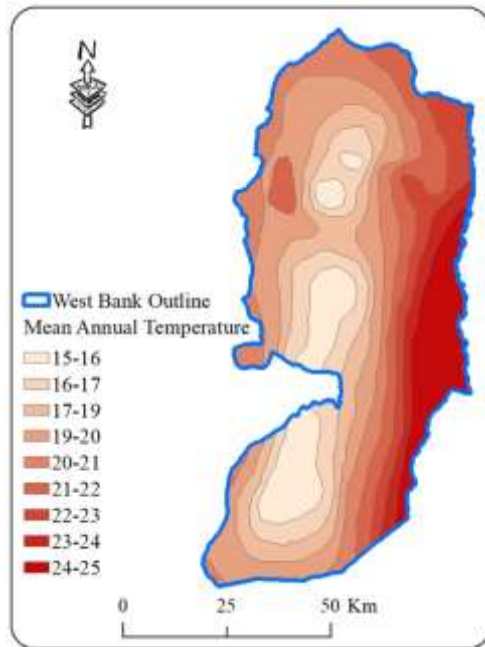 N
West Bank Outline
Mean Annual Temperature
15-16
16-17
17-19
19-20
20-21
21-22
22-23
23-24
24-25
0 25 50 Km